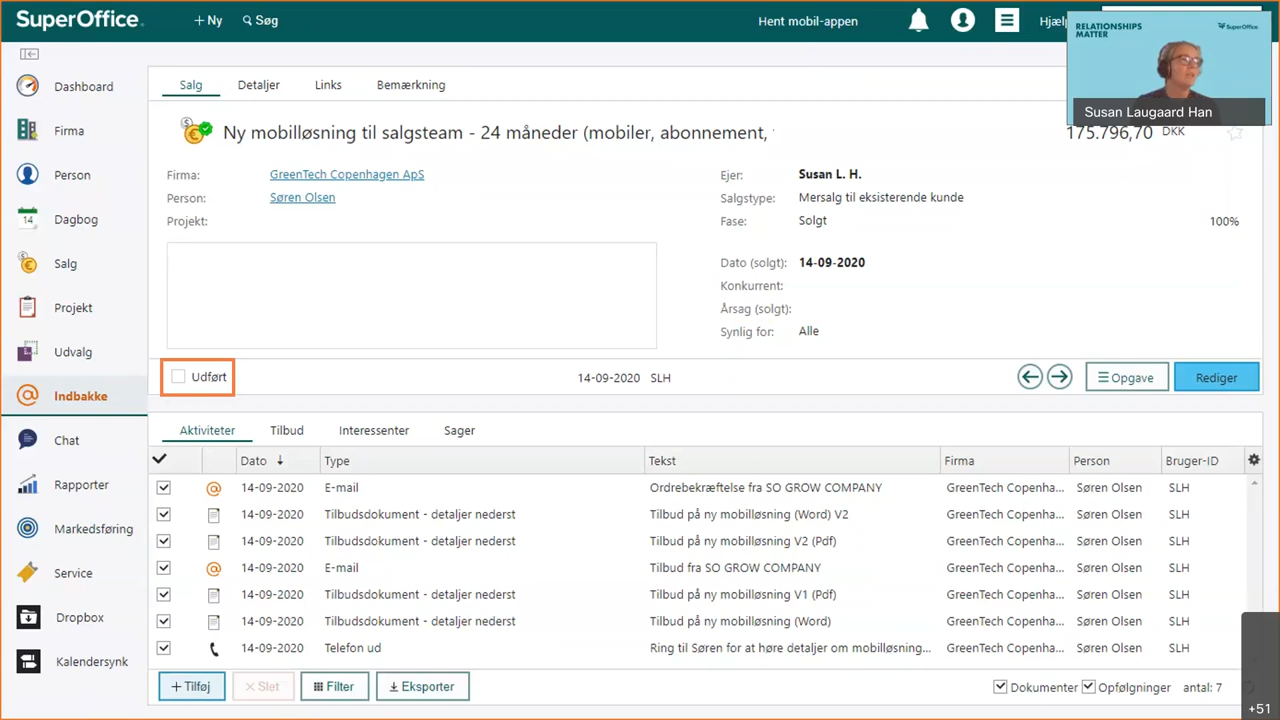 SuperOffice.
+ Ny
Søg
Hent mobil-appen
Hjælp
RELATIONSHIPS
MATTER
SuperOffice
Susan Laugaard Han
Dashboard
Firma
Person
14
Dagbog
Salg
Projekt
Udvalg
Indbakke
Chat
Rapporter
Markedsføring
Service
Dropbox
Kalendersynk
Salg Detaljer Links Bemærkning
Ny mobilløsning til salgsteam - 24 måneder (mobiler, abonnement,
175.796,70 DKK
Firma: GreenTech Copenhagen ApS
Person: Søren Olsen
Projekt:
Ejer: Susan L. H.
Salgstype: Mersalg til eksisterende kunde
Fase: Solgt 100%
Dato (solgt): 14-09-2020
Konkurrent:
Årsag (solgt):
Synlig for: Alle
Udført 14-09-2020 SLH Opgave Rediger
Aktiviteter Tilbud Interessenter Sager
Dato ↓ Type Tekst Firma Person Bruger-ID
@ 14-09-2020 E-mail Ordrebekræftelse fra SO GROW COMPANY GreenTech Copenha... Søren Olsen SLH
14-09-2020 Tilbudsdokument - detaljer nederst Tilbud på ny mobilløsning (Word) V2 GreenTech Copenha... Søren Olsen SLH
14-09-2020 Tilbudsdokument - detaljer nederst Tilbud på ny mobilløsning V2 (Pdf) GreenTech Copenha... Søren Olsen SLH
@ 14-09-2020 E-mail Tilbud fra SO GROW COMPANY GreenTech Copenha... Søren Olsen SLH
14-09-2020 Tilbudsdokument - detaljer nederst Tilbud på ny mobilløsning V1 (Pdf) GreenTech Copenha... Søren Olsen SLH
14-09-2020 Tilbudsdokument - detaljer nederst Tilbud på ny mobilløsning (Word) GreenTech Copenha... Søren Olsen SLH
14-09-2020 Telefon ud Ring til Søren for at høre detaljer om mobilløsning... GreenTech Copenha... Søren Olsen SLH
+ Tilføj × Slet Filter Eksporter Dokumenter Opfølgninger antal: 7
+51